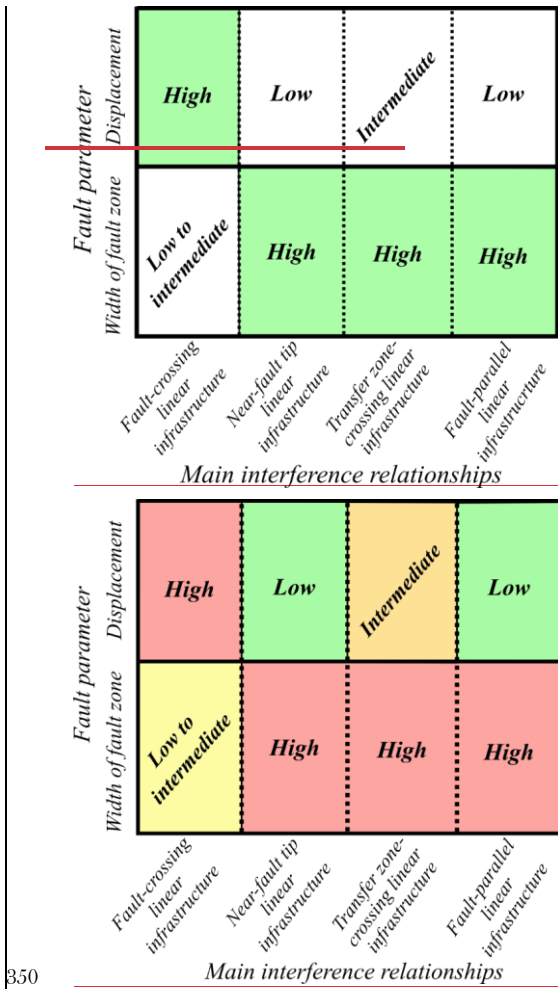 Fault parameter
Displacement
High
Low
Intermediate
Low
Width of fault zone
Low to
intermediate
High
High
High
Fault-crossing
linear
infrastructure
Near-fault tip
linear
infrastructure
Transfer zone-
crossing linear
infrastructure
Fault-parallel
linear
infrastrucrture
Main interference relationships
Fault parameter
Displacement
High
Low
Intermediate
Low
Width of fault zone
Low to
intermediate
High
High
High
Fault-crossing
linear
infrastructure
Near-fault tip
linear
infrastructure
Transfer zone-
crossing linear
infrastructure
Fault-parallel
linear
infrastructure
350
Main interference relationships